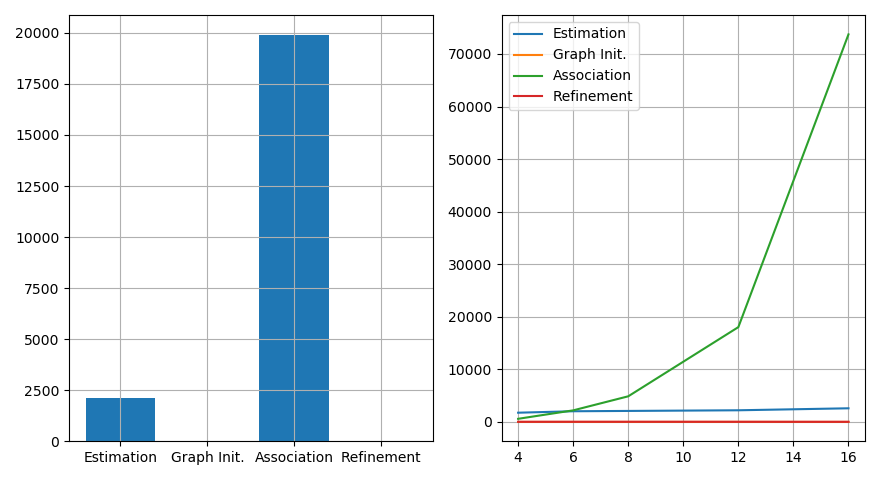 20000
17500
15000
12500
10000
7500
5000
2500
0
Estimation Graph Init. Association Refinement
Estimation
Graph Init.
Association
Refinement
70000
60000
50000
40000
30000
20000
10000
0
4 6 8 10 12 14 16